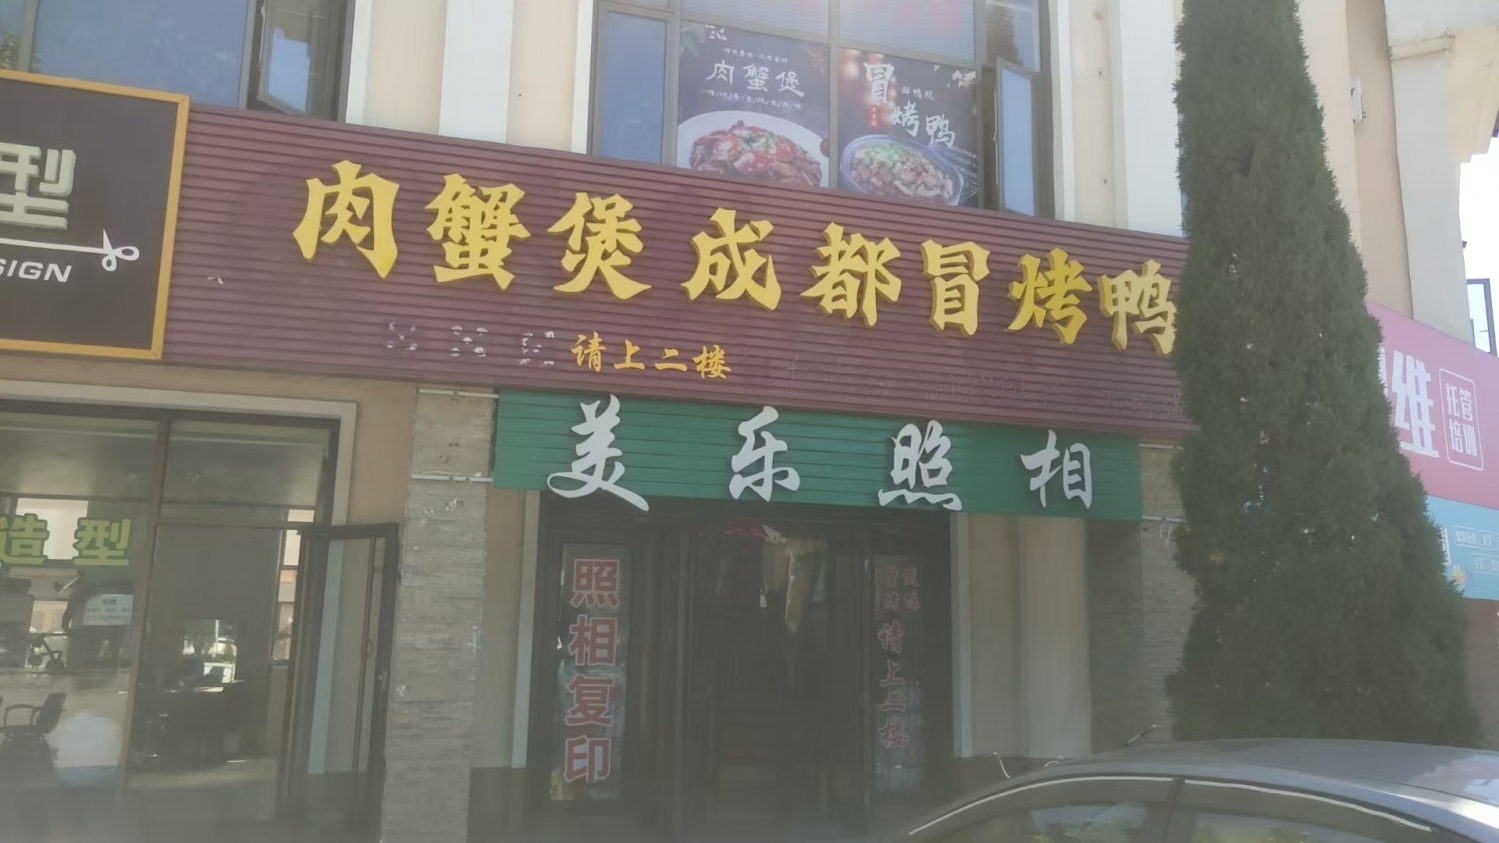 肉蟹煲
冒
烤鸭
型
SIGN
肉蟹煲成都冒烤鸭
请上二楼
美乐照相
维
托管
培训
造型
照相复印
请上二楼